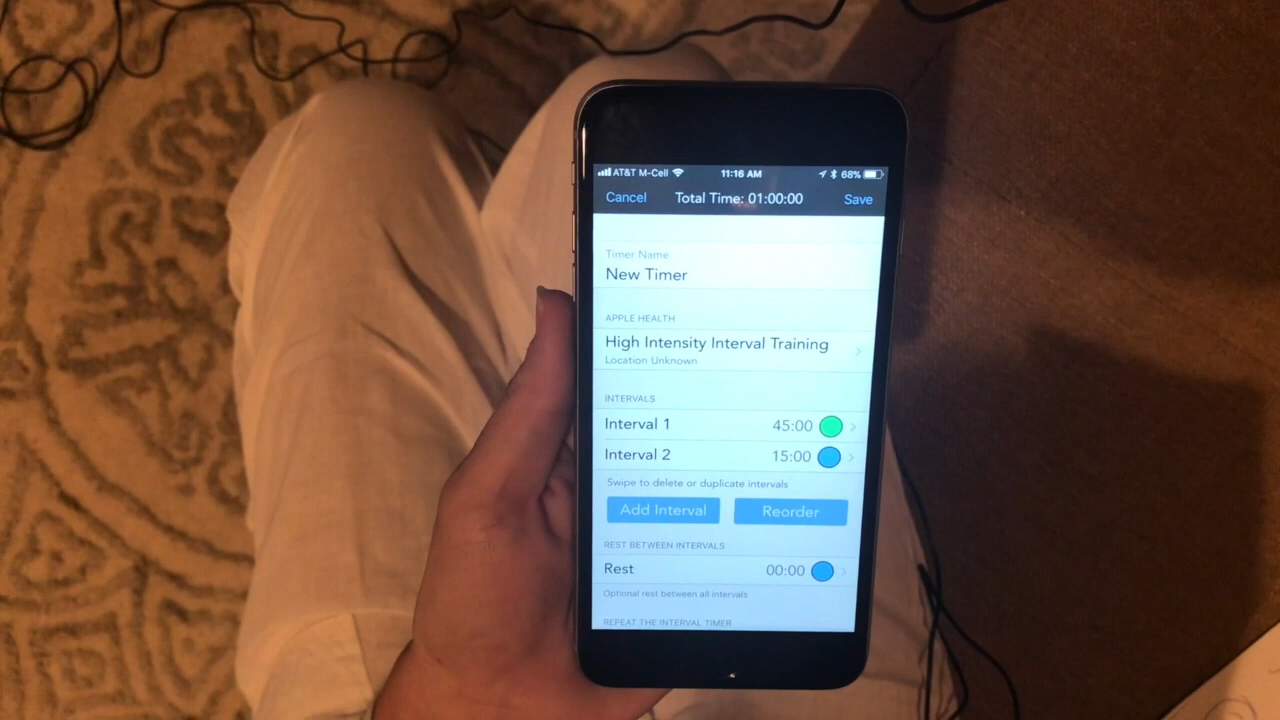 AT&T M-Cell 11:16 AM 68%
Cancel Total Time: 01:00:00 Save
Timer Name
New Timer
APPLE HEALTH
High Intensity Interval Training
Location Unknown
INTERVALS
Interval 1 45:00
Interval 2 15:00
Swipe to delete or duplicate intervals
Add Interval Reorder
REST BETWEEN INTERVALS
Rest 00:00
Optional rest between all intervals
REPEAT THE INTERVAL TIMER